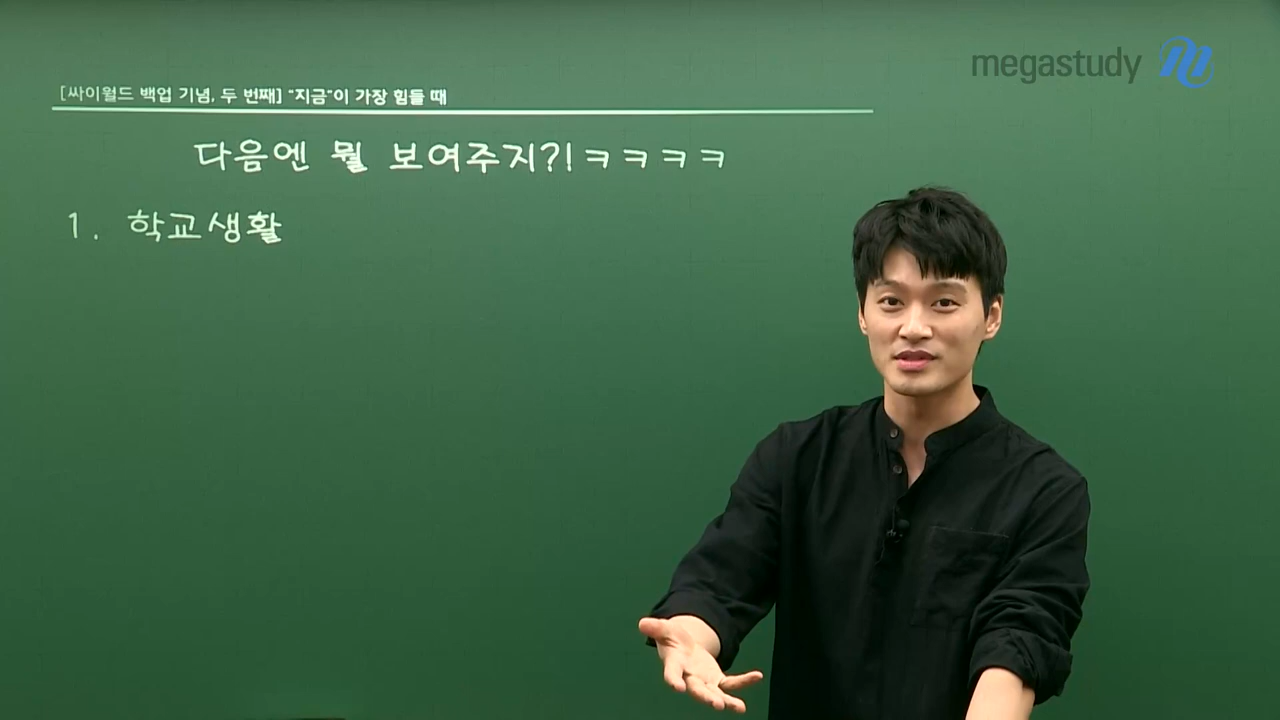 megastudy
[싸이월드 백업 기념, 두 번째] "지금"이 가장 힘들 때
다음엔 뭘 보여주지?!ㅋㅋㅋㅋ
1. 학교생활